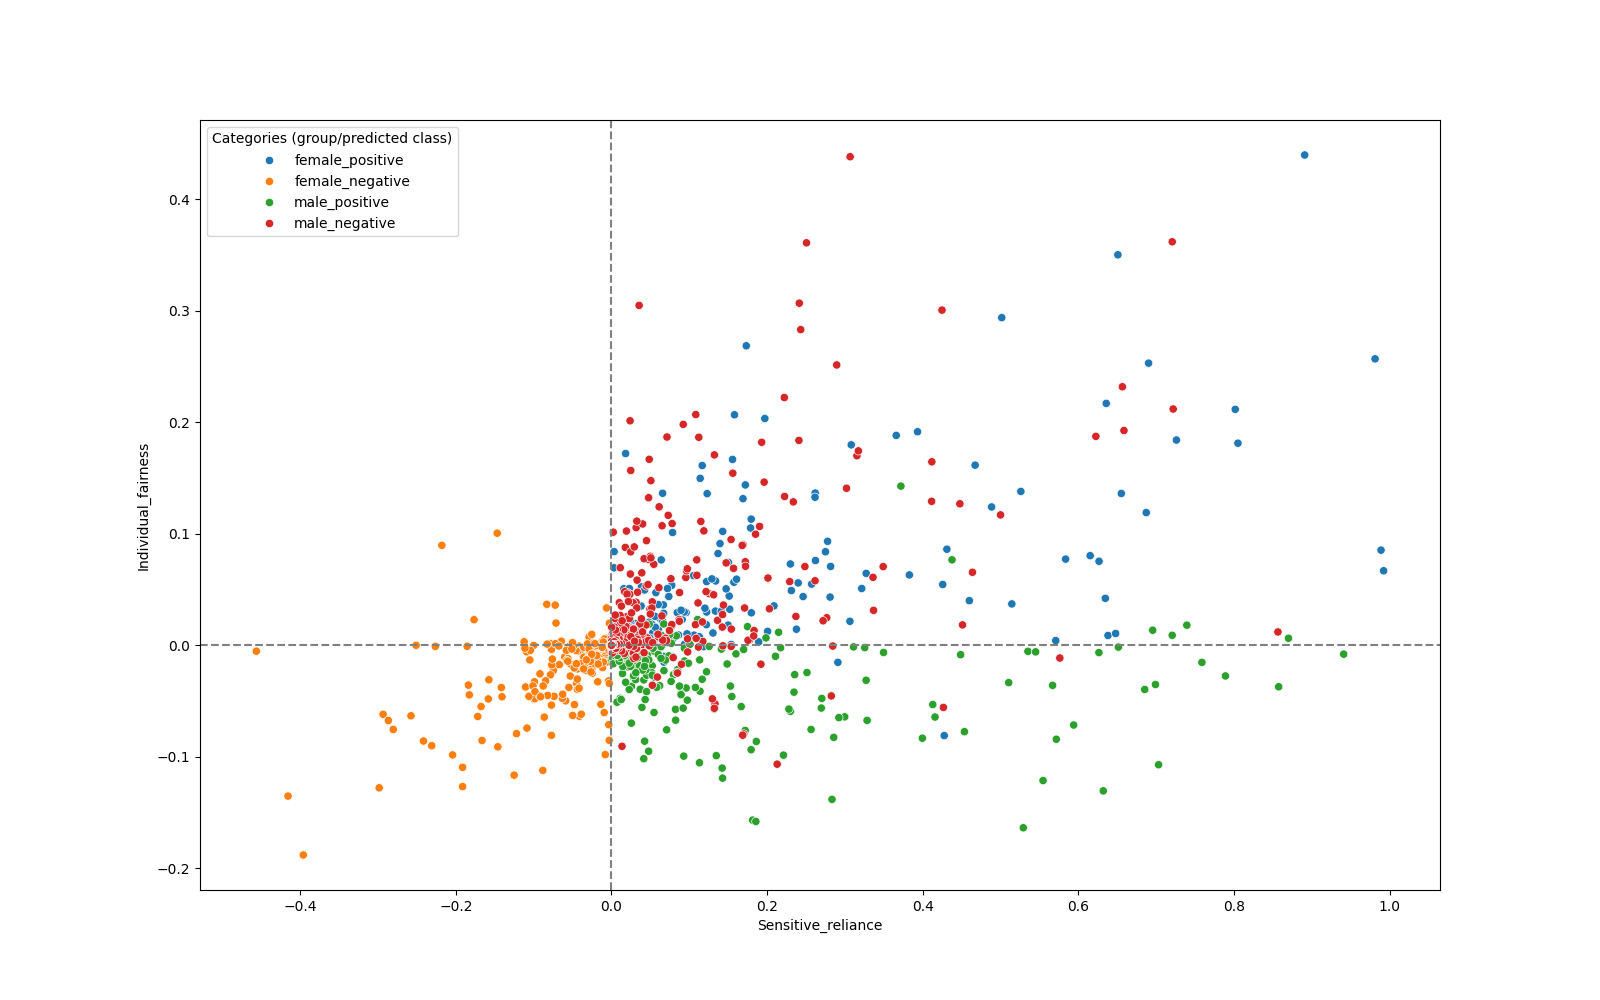 Categories (group/predicted class)
female_positive
female_negative
male_positive
male_negative
0.4
0.3
0.2
0.1
0.0
−0.1
−0.2
Individual_fairness
−0.4
−0.2
0.0
0.2
0.4
0.6
0.8
1.0
Sensitive_reliance